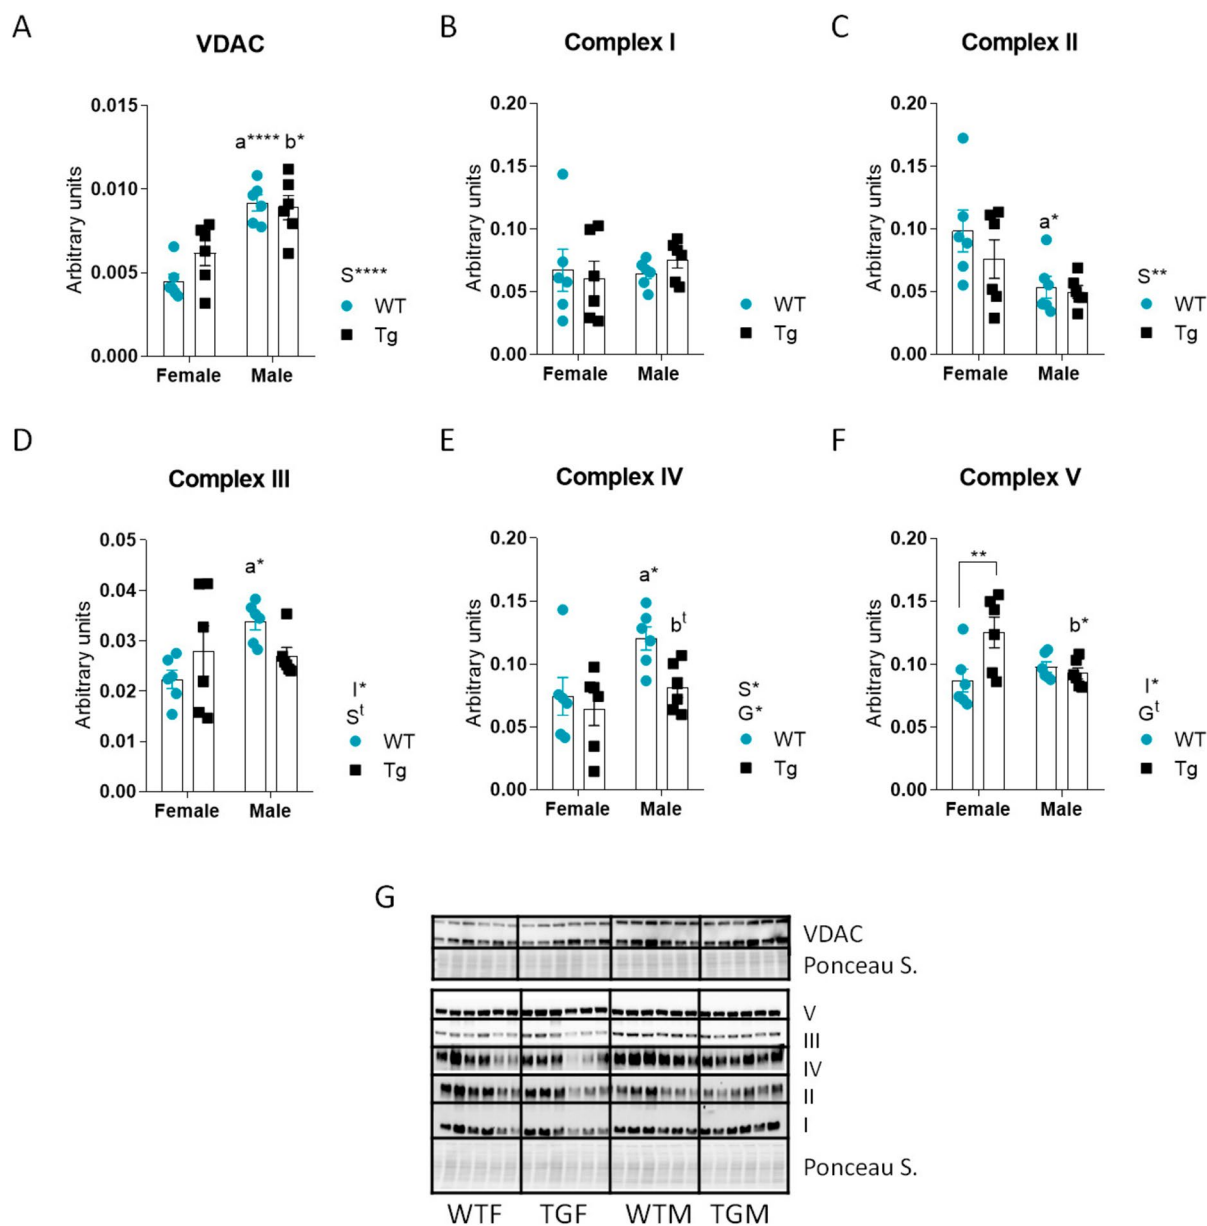 A
VDAC
Arbitrary units
0.015
0.010
0.005
0.000
a**** b*
S****
WT
Tg
Female Male
B
Complex I
Arbitrary units
0.20
0.15
0.10
0.05
0.00
WT
Tg
Female Male
C
Complex II
Arbitrary units
0.20
0.15
0.10
0.05
0.00
a*
S**
WT
Tg
Female Male
D
Complex III
Arbitrary units
0.05
0.04
0.03
0.02
0.01
0.00
a*
I*
Sᵗ
WT
Tg
Female Male
E
Complex IV
Arbitrary units
0.20
0.15
0.10
0.05
0.00
a*
bᵗ
S*
G*
WT
Tg
Female Male
F
Complex V
Arbitrary units
0.20
0.15
0.10
0.05
0.00
**
b*
I*
Gᵗ
WT
Tg
Female Male
G
VDAC
Ponceau S.
V
III
IV
II
I
Ponceau S.
WTF TGF WTM TGM